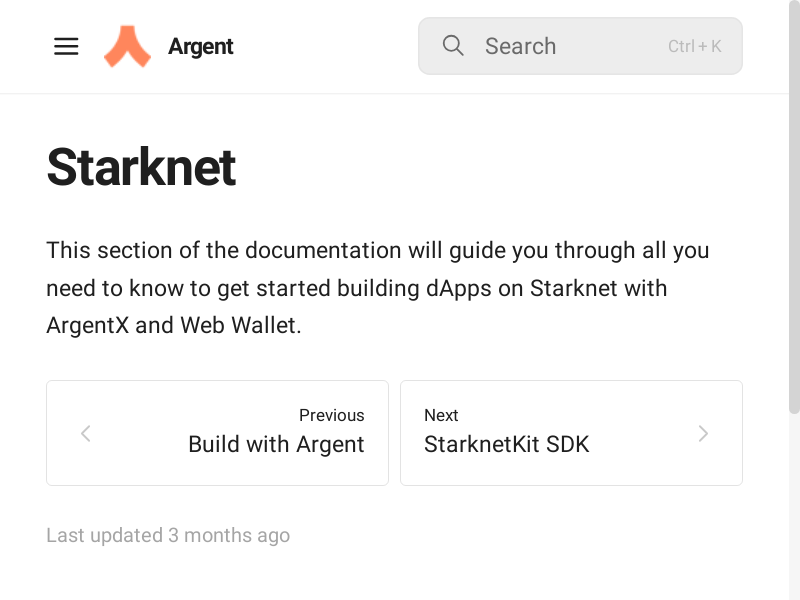 Argent
Search
Ctrl + K
Starknet
This section of the documentation will guide you through all you
need to know to get started building dApps on Starknet with
ArgentX and Web Wallet.
Previous
Build with Argent
Next
StarknetKit SDK
Last updated 3 months ago